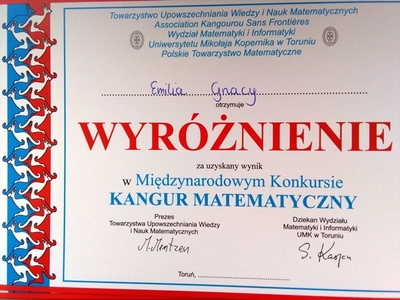 Towarzystwo Upowszechniania Wiedzy i Nauk Matematycznych
Association Kangourou Sans Frontières
Wydział Matematyki i Informatyki
Uniwersytetu Mikołaja Kopernika w Toruniu
Polskie Towarzystwo Matematyczne
Emilia Gnacy
otrzymuje
WYRÓŻNIENIE
za uzyskany wynik
w Międzynarodowym Konkursie
KANGUR MATEMATYCZNY
Prezes
Towarzystwa Upowszechniania Wiedzy
i Nauk Matematycznych
Dziekan Wydziału
Matematyki i Informatyki
UMK w Toruniu
Toruń,